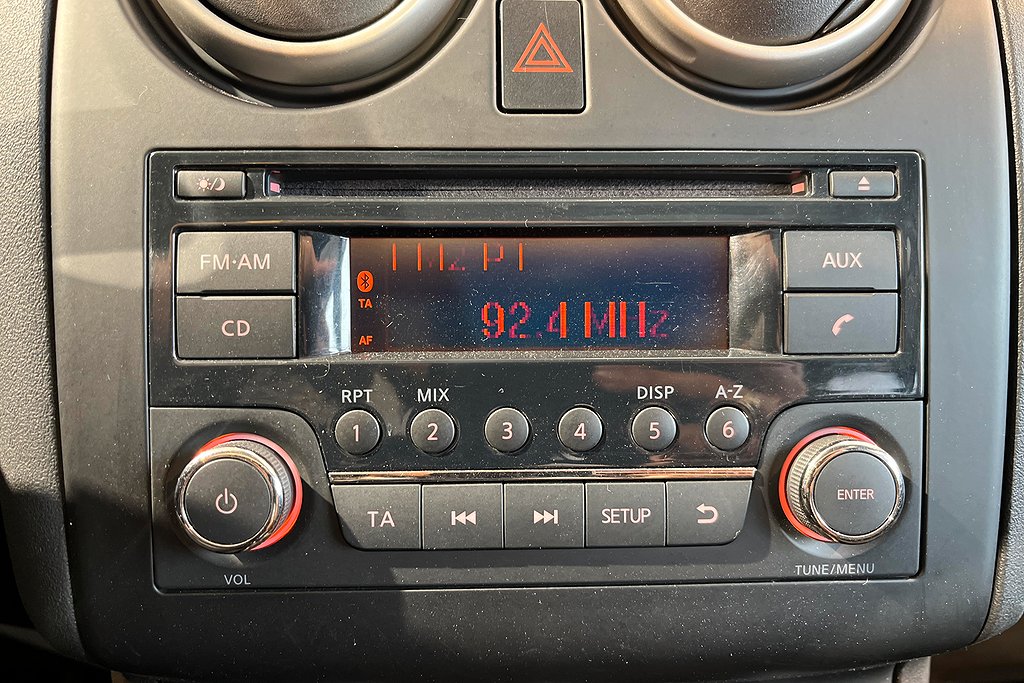 FM·AM
AUX
TA
92.4 MHz
CD
AF
RPT MIX DISP A-Z
1 2 3 4 5 6
TA SETUP
ENTER
VOL
TUNE/MENU